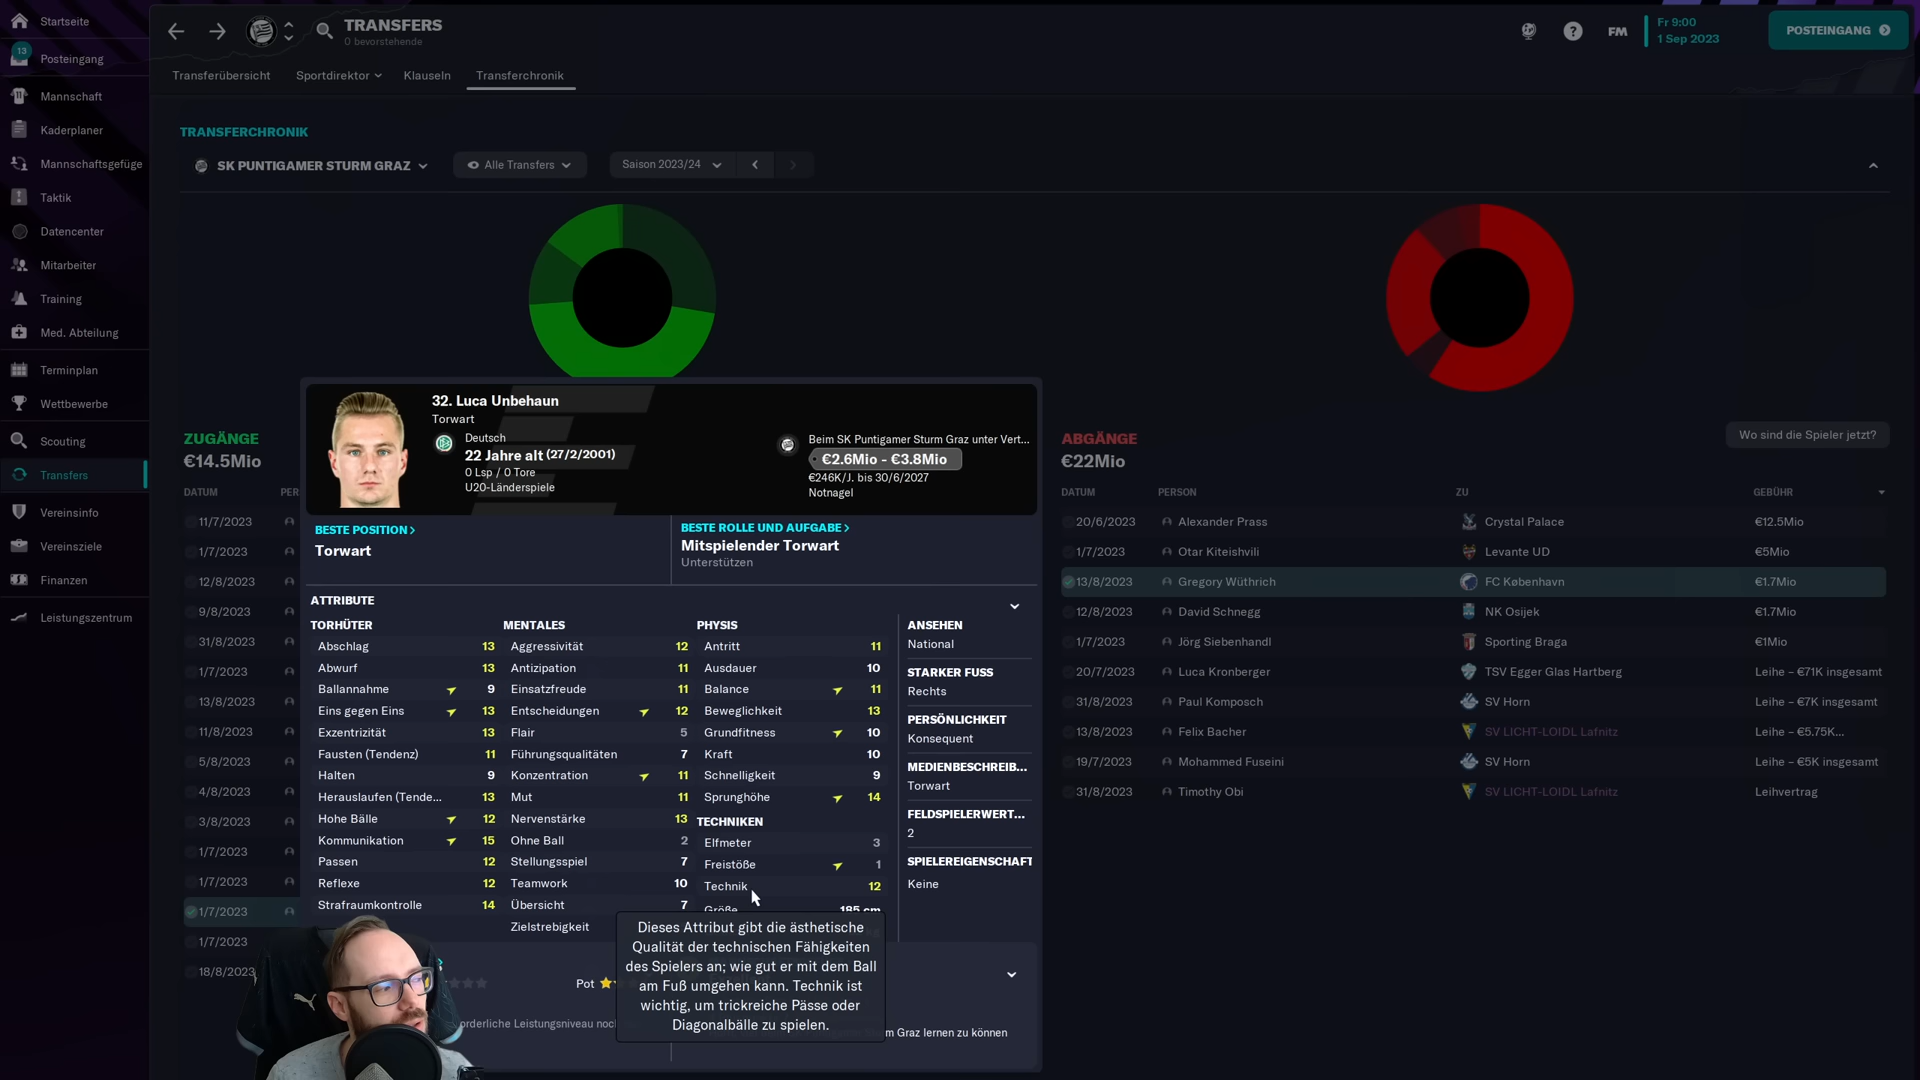 Startseite
13
Posteingang
Mannschaft
Kaderplaner
Mannschaftsgefüge
Taktik
Datencenter
Mitarbeiter
Training
Med. Abteilung
Terminplan
Wettbewerbe
Scouting
Transfers
Vereinsinfo
Vereinsziele
Finanzen
Leistungszentrum
TRANSFERS
0 bevorstehende
FM
Fr 9:00
1 Sep 2023
POSTEINGANG
Transferübersicht Sportdirektor Klauseln Transferchronik
TRANSFERCHRONIK
SK PUNTIGAMER STURM GRAZ Alle Transfers Saison 2023/24
ZUGÄNGE
€14.5Mio
DATUM PER
11/7/2023
1/7/2023
12/8/2023
9/8/2023
31/8/2023
1/7/2023
13/8/2023
11/8/2023
5/8/2023
4/8/2023
3/8/2023
1/7/2023
1/7/2023
1/7/2023
1/7/2023
18/8/2023
32. Luca Unbehaun
Torwart
Deutsch
22 Jahre alt (27/2/2001)
0 Lsp / 0 Tore
U20-Länderspiele
Beim SK Puntigamer Sturm Graz unter Vert...
€2.6Mio - €3.8Mio
€246K/J. bis 30/6/2027
Notnagel
BESTE POSITION
Torwart
BESTE ROLLE UND AUFGABE
Mitspielender Torwart
Unterstützen
ATTRIBUTE
TORHÜTER
Abschlag 13
Abwurf 13
Ballannahme 9
Eins gegen Eins 13
Exzentrizität 13
Fausten (Tendenz) 11
Halten 9
Herauslaufen (Tende... 13
Hohe Bälle 12
Kommunikation 15
Passen 12
Reflexe 12
Strafraumkontrolle 14
MENTALES
Aggressivität 12
Antizipation 11
Einsatzfreude 11
Entscheidungen 12
Flair 5
Führungsqualitäten 7
Konzentration 11
Mut 11
Nervenstärke 13
Ohne Ball 2
Stellungsspiel 7
Teamwork 10
Übersicht 7
Zielstrebigkeit
PHYSIS
Antritt 11
Ausdauer 10
Balance 11
Beweglichkeit 13
Grundfitness 10
Kraft 10
Schnelligkeit 9
Sprunghöhe 14
TECHNIKEN
Elfmeter 3
Freistöße 1
Technik 12
Größe 185 cm
Dieses Attribut gibt die ästhetische
Qualität der technischen Fähigkeiten
des Spielers an; wie gut er mit dem Ball
am Fuß umgehen kann. Technik ist
wichtig, um trickreiche Pässe oder
Diagonalbälle zu spielen.
ANSEHEN
National
STARKER FUSS
Rechts
PERSÖNLICHKEIT
Konsequent
MEDIENBESCHREIB...
Torwart
FELDSPIELERWERT...
2
SPIELEREIGENSCHAFT
Keine
Pot
orderliche Leistungsniveau noc
m Graz lernen zu können
ABGÄNGE
€22Mio
Wo sind die Spieler jetzt?
DATUM PERSON ZU GEBÜHR
20/6/2023 Alexander Prass Crystal Palace €12.5Mio
1/7/2023 Otar Kiteishvili Levante UD €5Mio
13/8/2023 Gregory Wüthrich FC København €1.7Mio
12/8/2023 David Schnegg NK Osijek €1.7Mio
1/7/2023 Jörg Siebenhandl Sporting Braga €1Mio
20/7/2023 Luca Kronberger TSV Egger Glas Hartberg Leihe – €71K insgesamt
31/8/2023 Paul Komposch SV Horn Leihe – €7K insgesamt
13/8/2023 Felix Bacher SV LICHT-LOIDL Lafnitz Leihe – €5.75K...
19/7/2023 Mohammed Fuseini SV Horn Leihe – €5K insgesamt
31/8/2023 Timothy Obi SV LICHT-LOIDL Lafnitz Leihvertrag